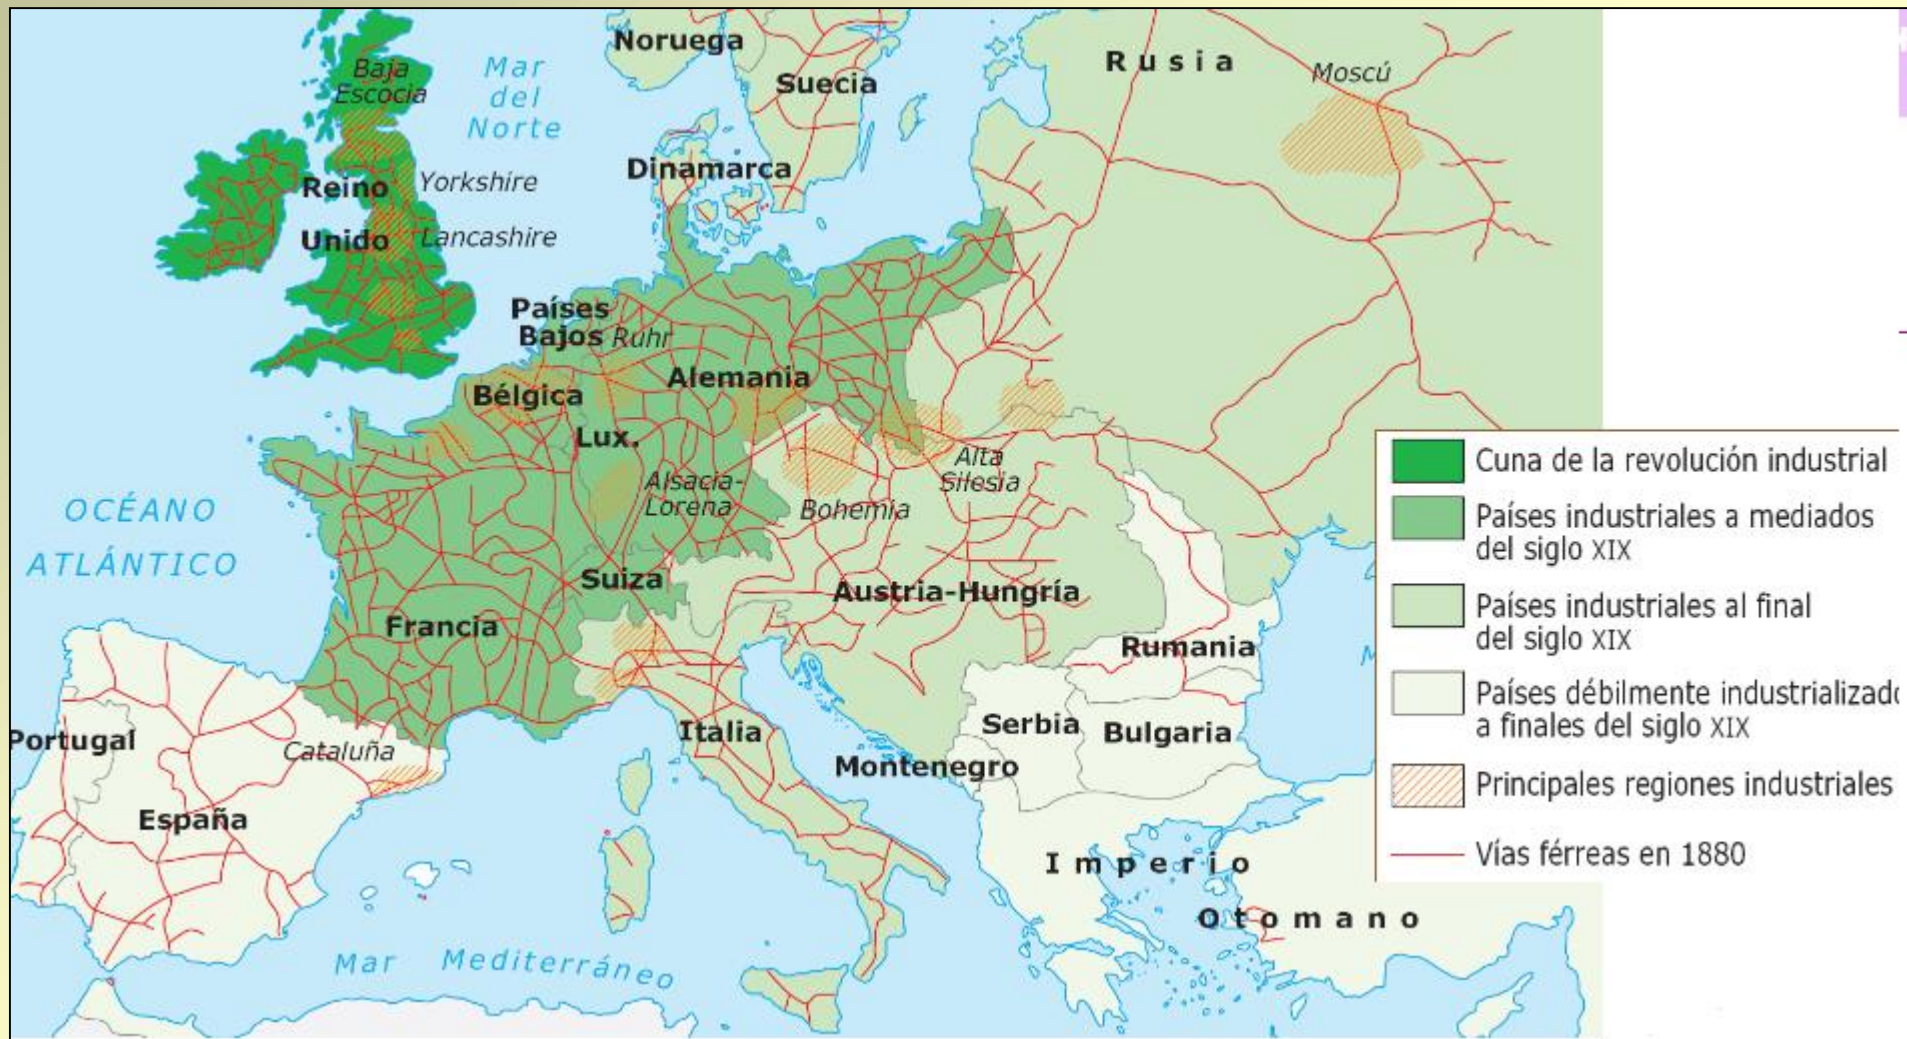 Noruega
Suecia
Rusia
Moscú
Baja
Escocia
Mar
del
Norte
Dinamarca
Reino
Unido
Yorkshire
Lancashire
Países
Bajos
Ruhr
Bélgica
Alemania
Lux.
Alsacia-
Lorena
Bohemia
Alta
Silesia
OCÉANO
ATLÁNTICO
Suiza
Francia
Austria-Hungría
Rumania
Serbia
Bulgaria
Italia
Montenegro
Portugal
Cataluña
España
Imperio
Otomano
Mar Mediterráneo
Cuna de la revolución industrial
Países industriales a mediados
del siglo XIX
Países industriales al final
del siglo XIX
Países débilmente industrializado
a finales del siglo XIX
Principales regiones industriales
Vías férreas en 1880